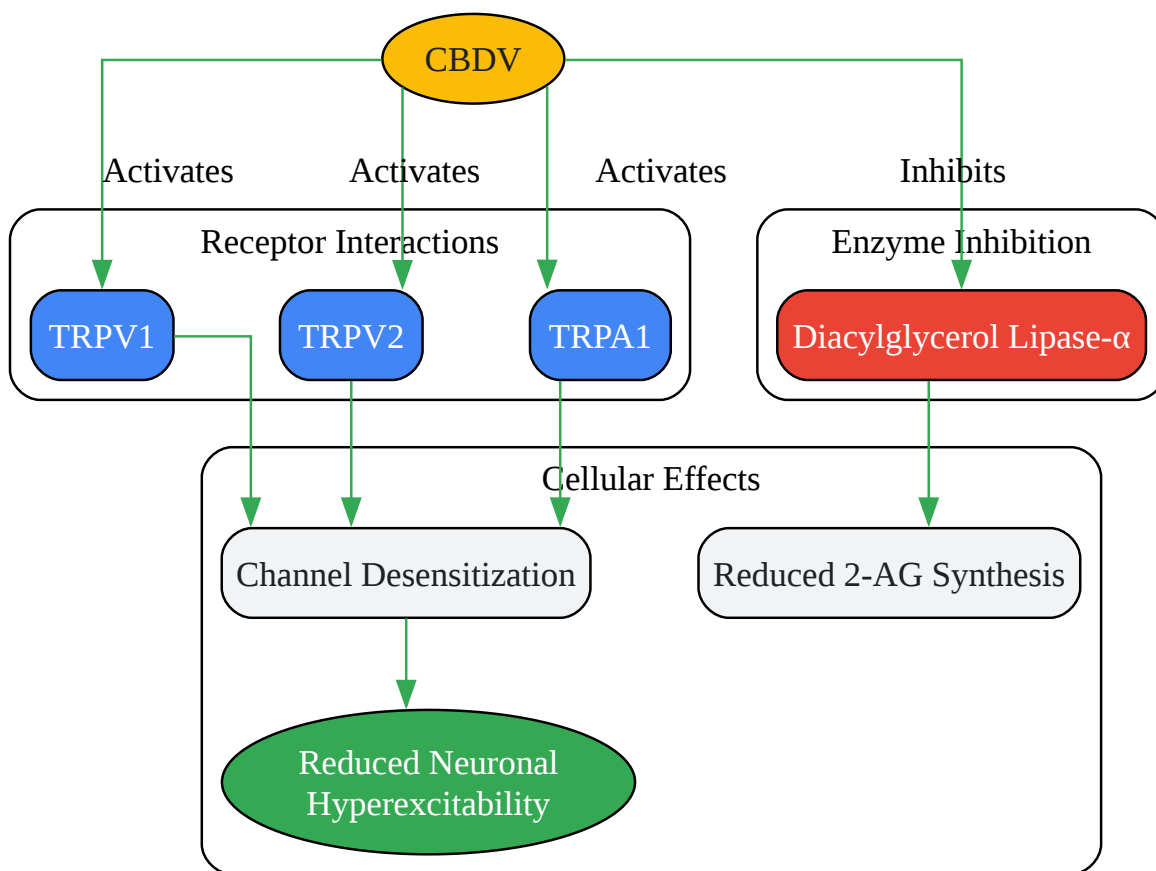 CBDV
Activates
Activates
Activates
Inhibits
Receptor Interactions
Enzyme Inhibition
TRPV1
TRPV2
TRPA1
Diacylglycerol Lipase-α
Cellular Effects
Channel Desensitization
Reduced 2-AG Synthesis
Reduced Neuronal
Hyperexcitability